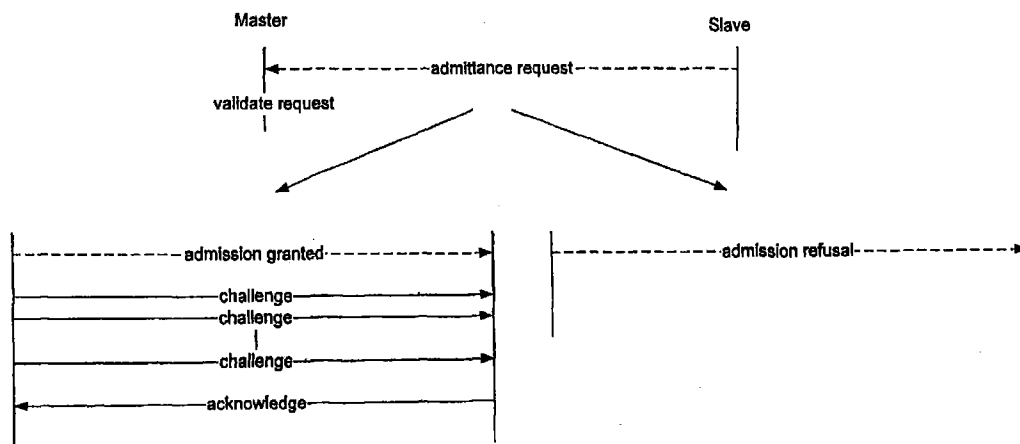 Master
Slave
admittance request
validate request
admission granted
admission refusal
challenge
challenge
challenge
acknowledge